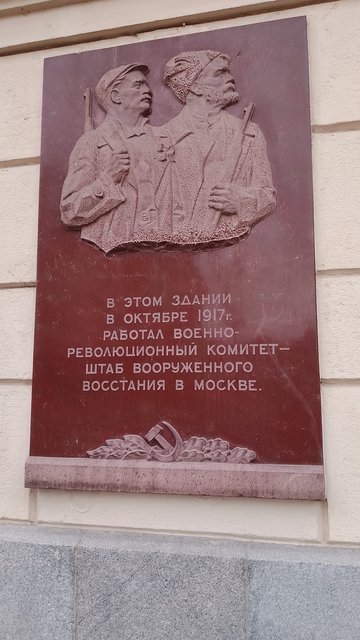 В ЭТОМ ЗДАНИИ
В ОКТЯБРЕ 1917г.
РАБОТАЛ ВОЕННО-
РЕВОЛЮЦИОННЫЙ КОМИТЕТ—
ШТАБ ВООРУЖЕННОГО
ВОССТАНИЯ В МОСКВЕ.